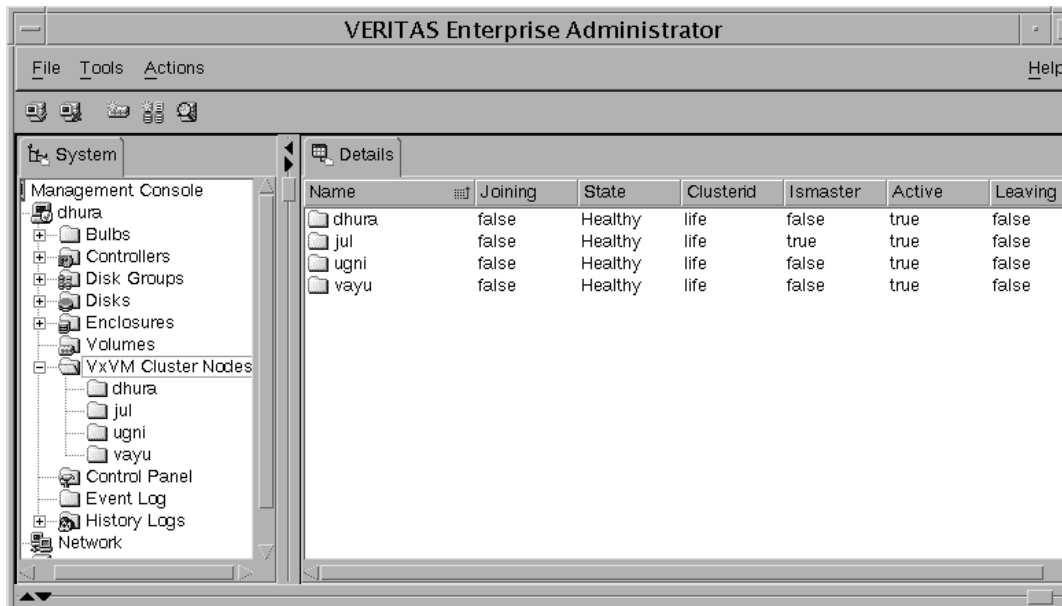 VERITAS Enterprise Administrator
File Tools Actions Help
System
Management Console
dhura
Bulbs
Controllers
Disk Groups
Disks
Enclosures
Volumes
VxVM Cluster Nodes
dhura
jul
ugni
vayu
Control Panel
Event Log
History Logs
Network
Details
Name Joining State Clusterid Ismaster Active Leaving
dhura false Healthy life false true false
jul false Healthy life true true false
ugni false Healthy life false true false
vayu false Healthy life false true false